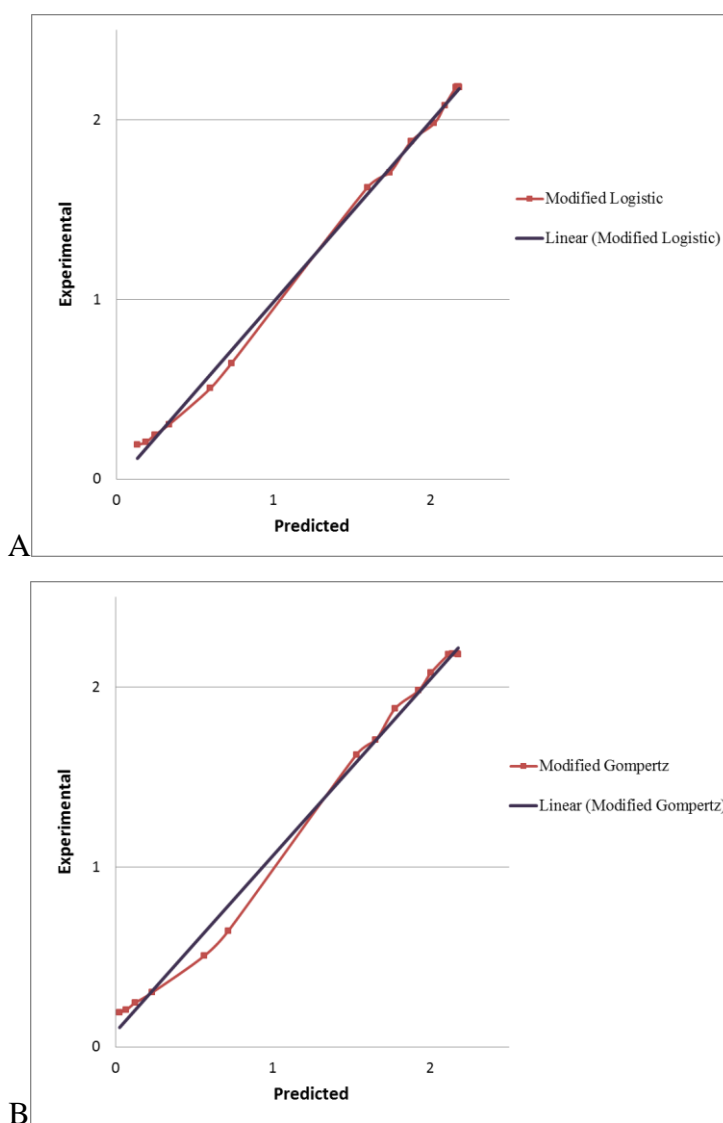 2
1
0
0
1
2
Experimental
Predicted
Modified Logistic
Linear (Modified Logistic)
A
2
1
0
0
1
2
Experimental
Predicted
Modified Gompertz
Linear (Modified Gompertz)
B